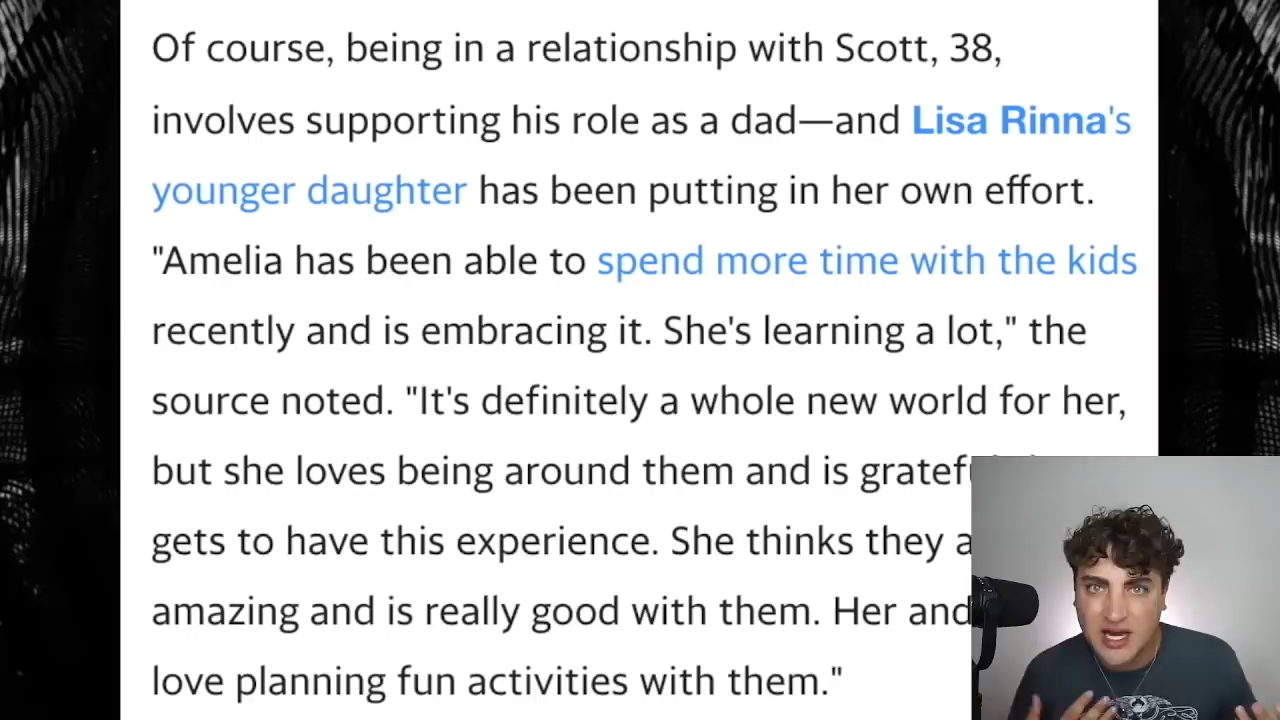 Of course, being in a relationship with Scott, 38,
involves supporting his role as a dad—and Lisa Rinna's
younger daughter has been putting in her own effort.
"Amelia has been able to spend more time with the kids
recently and is embracing it. She's learning a lot," the
source noted. "It's definitely a whole new world for her,
but she loves being around them and is
gets to have this experience. She thinks they
amazing and is really good with them. Her and
love planning fun activities with them."